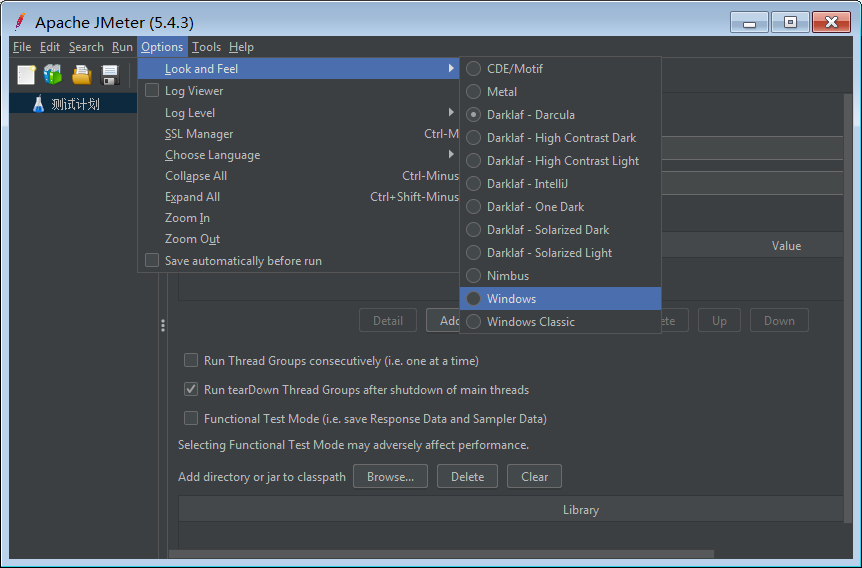 Apache JMeter (5.4.3)
File Edit Search Run Options Tools Help
测试计划
Look and Feel
Log Viewer
Log Level
SSL Manager Ctrl-M
Choose Language
Collapse All Ctrl-Minus
Expand All Ctrl+Shift-Minus
Zoom In
Zoom Out
Save automatically before run
CDE/Motif
Metal
Darklaf - Darcula
Darklaf - High Contrast Dark
Darklaf - High Contrast Light
Darklaf - IntelliJ
Darklaf - One Dark
Darklaf - Solarized Dark
Darklaf - Solarized Light
Nimbus
Windows
Windows Classic
Value
Detail Add Up Down
Run Thread Groups consecutively (i.e. one at a time)
Run tearDown Thread Groups after shutdown of main threads
Functional Test Mode (i.e. save Response Data and Sampler Data)
Selecting Functional Test Mode may adversely affect performance.
Add directory or jar to classpath Browse... Delete Clear
Library